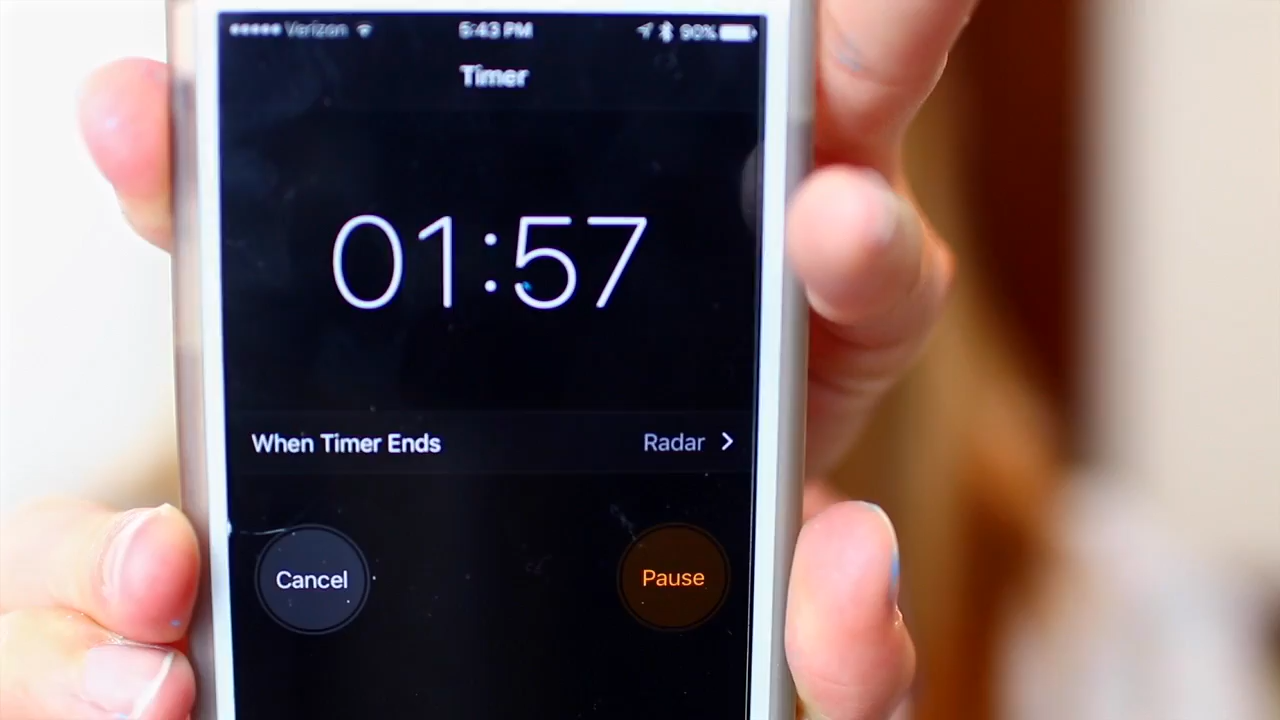 Verizon 5:43 PM 90%
Timer
01:57
When Timer Ends Radar
Cancel Pause